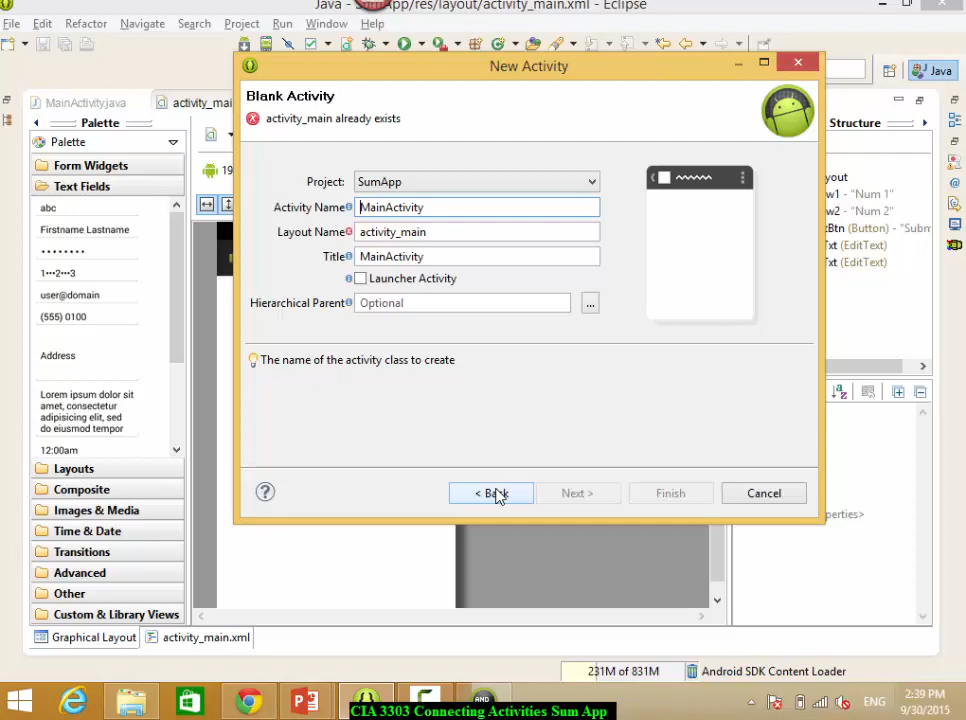 Java - SumApp/res/layout/activity_main.xml - Eclipse
File Edit Refactor Navigate Search Project Run Window Help
Java
MainActivity.java
activity_mai
Palette
Palette
Form Widgets
Text Fields
abc
Firstname Lastname
1•••2•••3
user@domain
(555) 0100
Address
Lorem ipsum dolor sit
amet, consectetur
adipisicing elit, sed
do eiusmod tempor
12:00am
Layouts
Composite
Images & Media
Time & Date
Transitions
Advanced
Other
Custom & Library Views
Graphical Layout
activity_main.xml
19
New Activity
Blank Activity
activity_main already exists
Project: SumApp
Activity Name MainActivity
Layout Name activity_main
Title MainActivity
Launcher Activity
Hierarchical Parent Optional
...
The name of the activity class to create
?
< Back
Next >
Finish
Cancel
Structure
yout
w1 - "Num 1"
w2 - "Num 2"
tBtn (Button) - "Subm
Txt (EditText)
Txt (EditText)
perties>
231M of 831M
Android SDK Content Loader
ENG
2:39 PM
9/30/2015
AND
CIA 3303 Connecting Activities Sum App